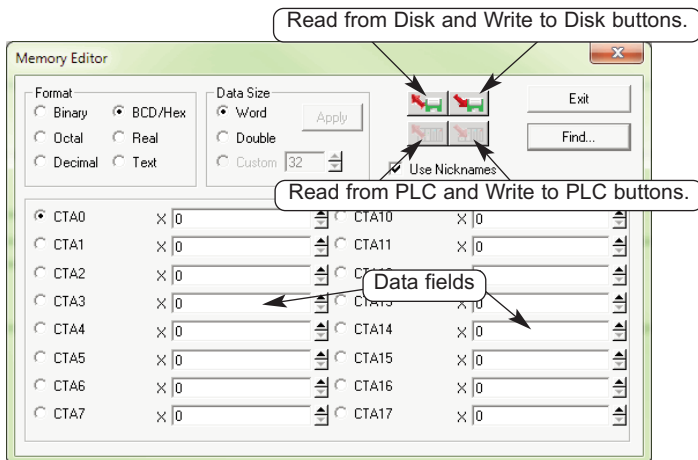 Read from Disk and Write to Disk buttons.
Memory Editor
Format
Binary
BCD/Hex
Octal
Real
Decimal
Text
Data Size
Word
Apply
Double
Custom
32
Exit
Find...
Use Nicknames
Read from PLC and Write to PLC buttons.
CTA0 X 0
CTA10 X 0
CTA1 X 0
CTA11 X 0
CTA2 X 0
X 0
Data fields
CTA3 X 0
X 0
CTA4 X 0
CTA14 X 0
CTA5 X 0
CTA15 X 0
CTA6 X 0
CTA16 X 0
CTA7 X 0
CTA17 X 0